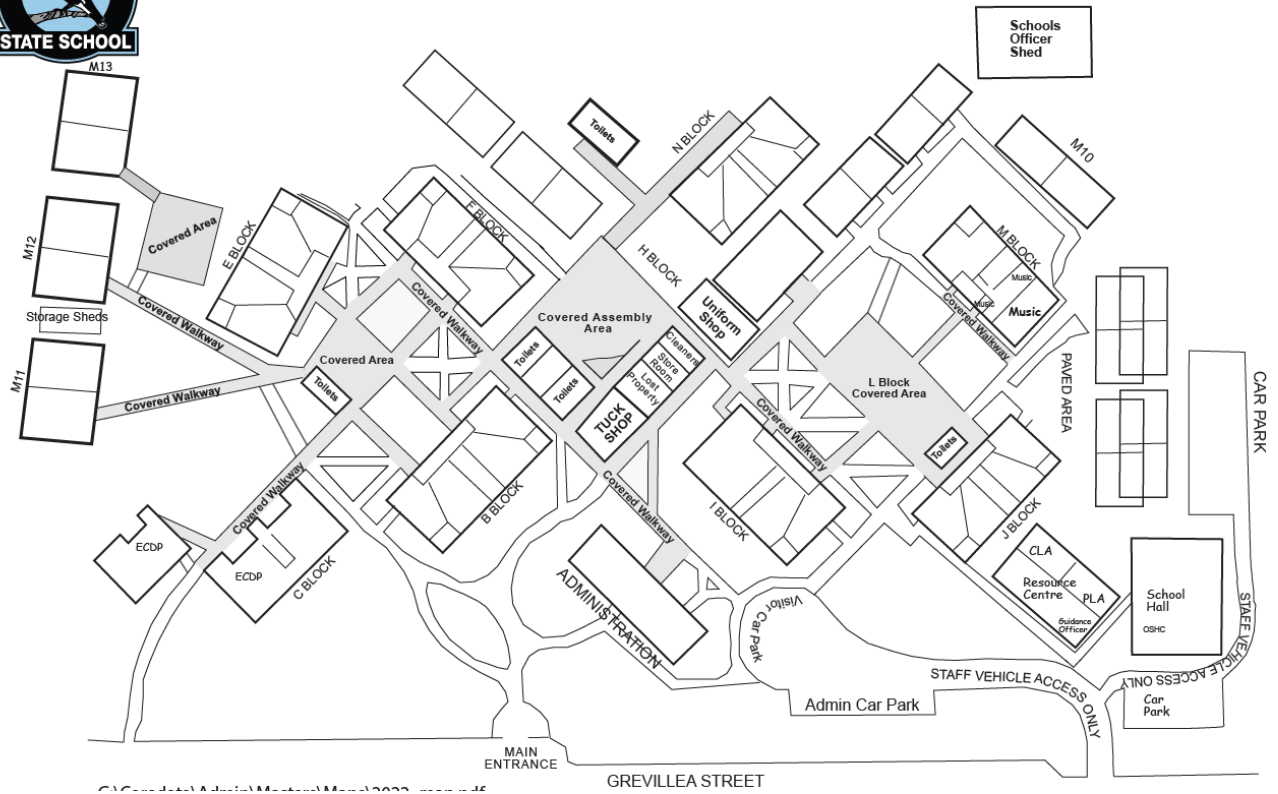 STATE SCHOOL
Schools
Officer
Shed
M13
Toilets
N BLOCK
M10
M12
Covered Area
E BLOCK
F BLOCK
H BLOCK
M BLOCK
Music
Music
Music
Storage Sheds
Covered Walkway
Covered Walkway
Covered Assembly
Area
Uniform
Shop
Covered Walkway
M11
Covered Walkway
Covered Area
Toilets
Toilets
Toilets
Cleaners
Store
Room
Lost
Property
TUCK
SHOP
L Block
Covered Area
PAVED AREA
CAR PARK
Covered Walkway
Toilets
Covered Walkway
B BLOCK
Covered Walkway
I BLOCK
J BLOCK
ECDP
ECDP
C BLOCK
ADMINISTRATION
Visitor Car Park
CLA
Resource
Centre
PLA
Guidance
Officer
School
Hall
OSHC
STAFF VEHICLE ACCESS ONLY
STAFF VEHICLE ACCESS ONLY
Car
Park
Admin Car Park
MAIN
ENTRANCE
GREVILLEA STREET